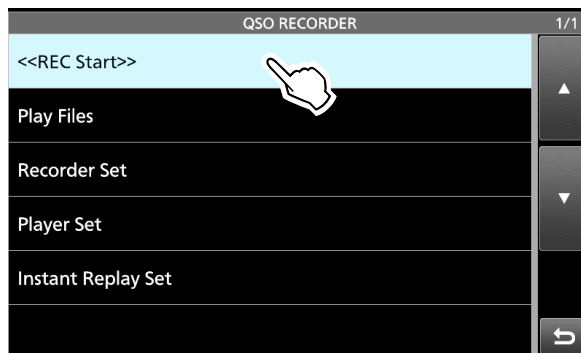 QSO RECORDER 1/1
<<REC Start>>
Play Files
Recorder Set
Player Set
Instant Replay Set